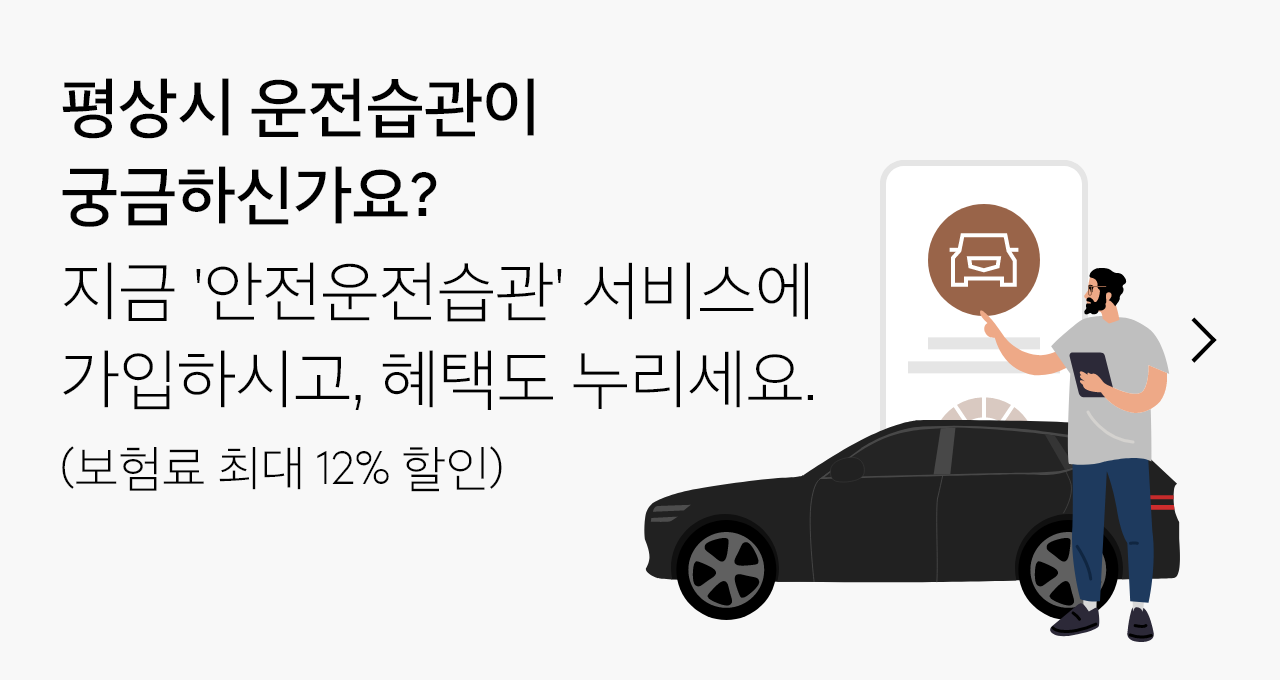 평상시 운전습관이
궁금하신가요?
지금 '안전운전습관' 서비스에
가입하시고, 혜택도 누리세요.
(보험료 최대 12% 할인)